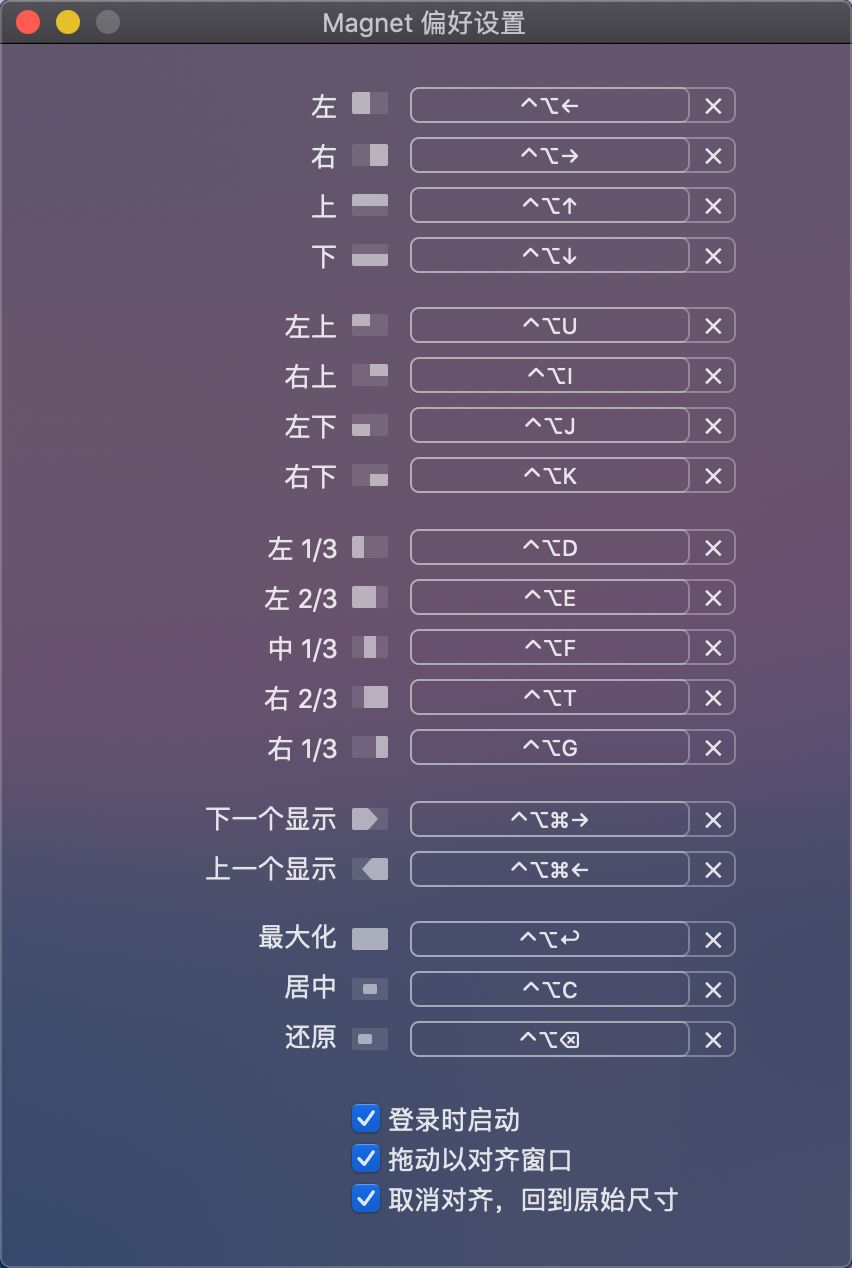 Magnet 偏好设置
左 ^⌥←
右 ^⌥→
上 ^⌥↑
下 ^⌥↓
左上 ^⌥U
右上 ^⌥I
左下 ^⌥J
右下 ^⌥K
左 1/3 ^⌥D
左 2/3 ^⌥E
中 1/3 ^⌥F
右 2/3 ^⌥T
右 1/3 ^⌥G
下一个显示 ^⌥⌘→
上一个显示 ^⌥⌘←
最大化 ^⌥↩
居中 ^⌥C
还原 ^⌥⌫
登录时启动
拖动以对齐窗口
取消对齐，回到原始尺寸